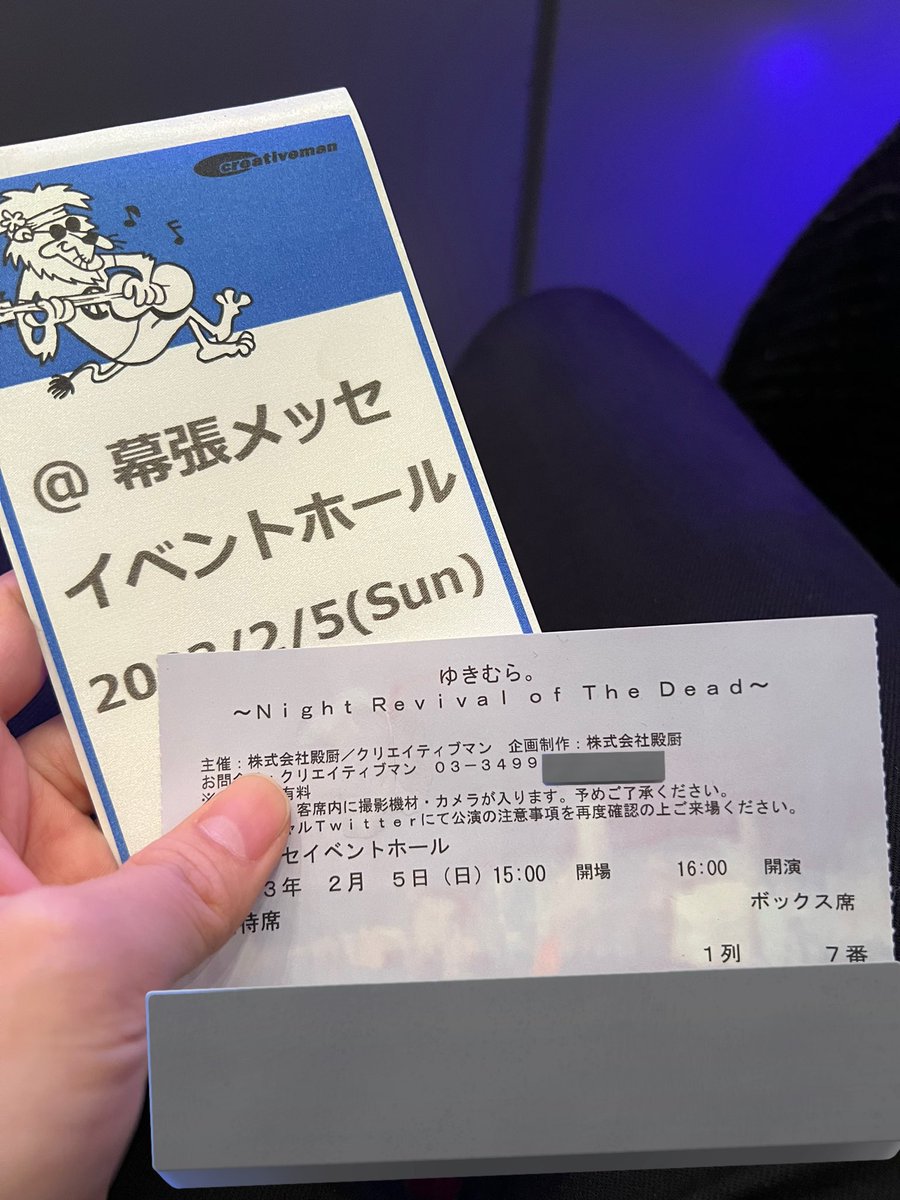 creativeman
@ 幕張メッセ
イベントホール
2023/2/5(Sun)
ゆきむら。
～Night Revival of The Dead～
主催：株式会社殿厨／クリエイティブマン 企画制作：株式会社殿厨
お問合 ：クリエイティブマン 03－3499
※ 有料
客席内に撮影機材・カメラが入ります。予めご了承ください。
ャルTwitterにて公演の注意事項を再度確認の上ご来場ください。
セイベントホール
3年 2月 5日（日）15:00 開場 16:00 開演
ボックス席
待席
1列 7番